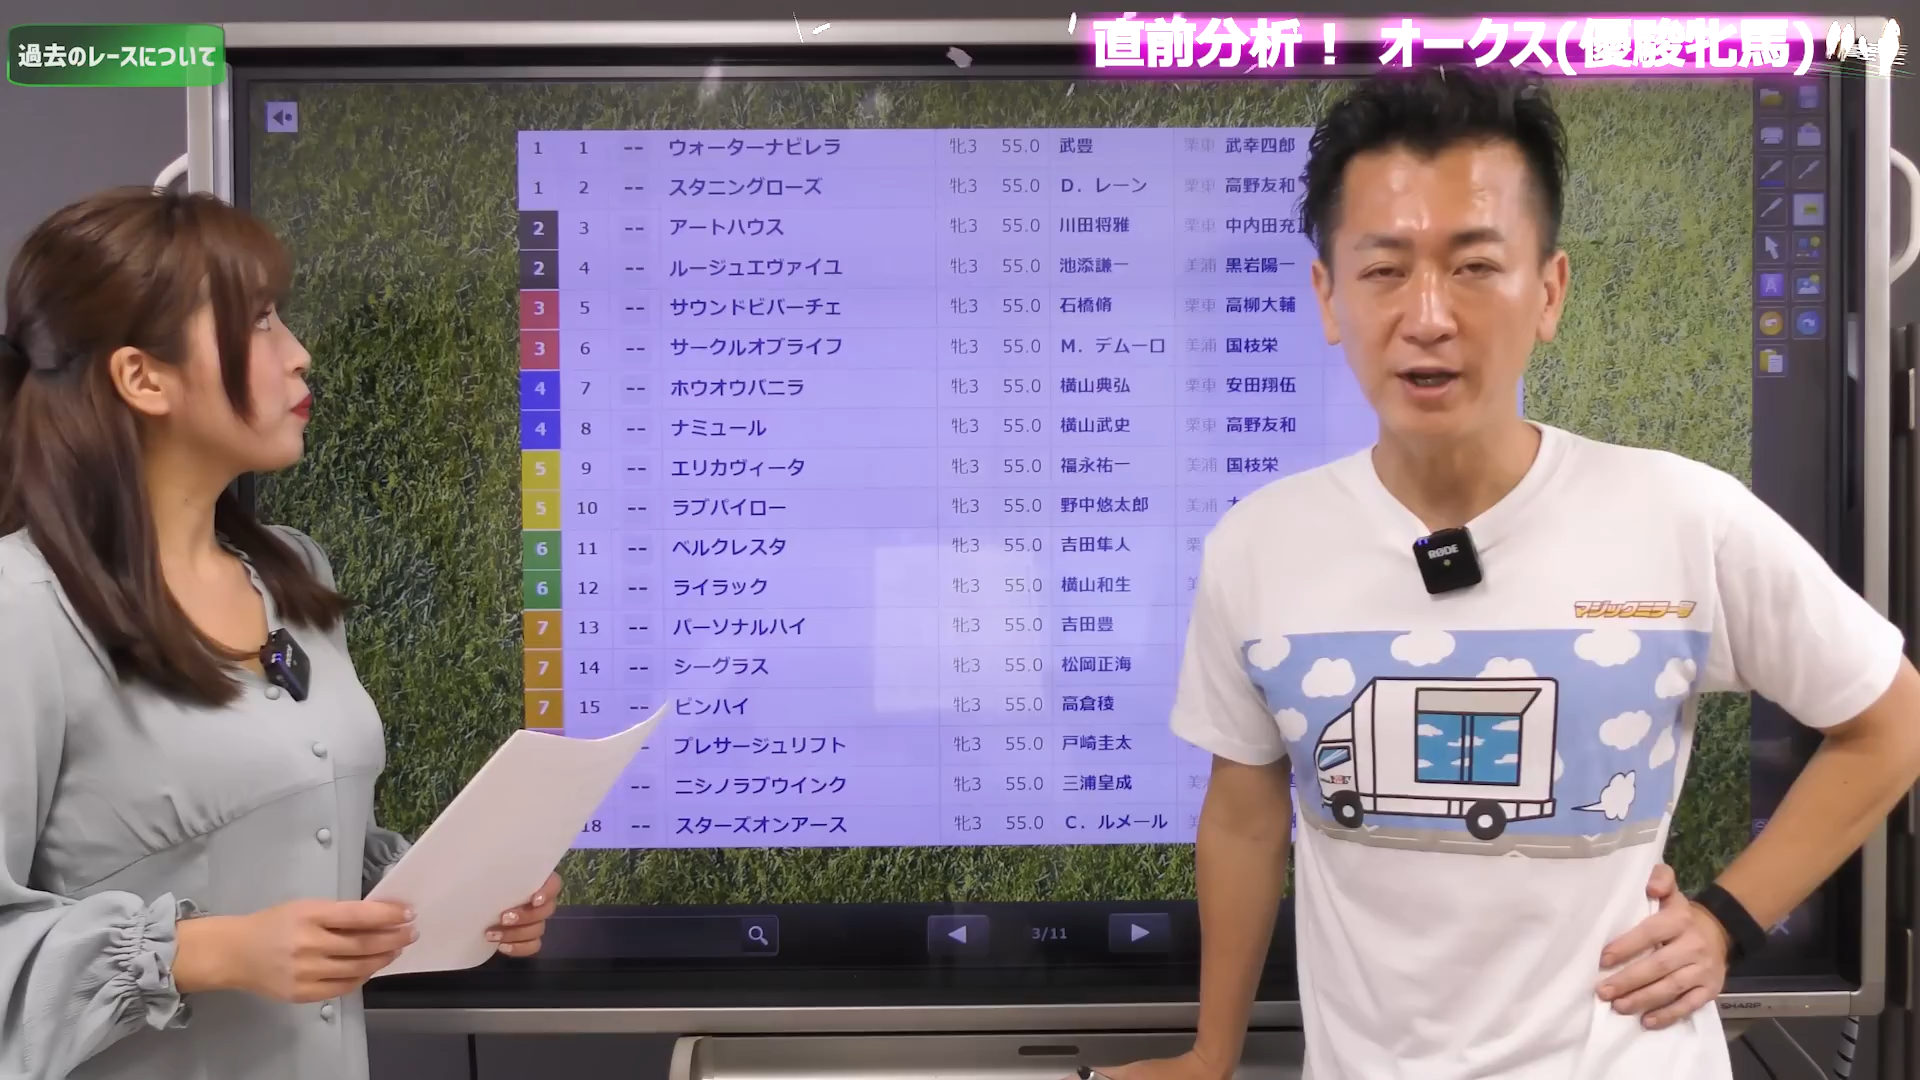 過去のレースについて
直前分析！ オークス(優駿牝馬)
1 1 -- ウォーターナビレラ 牝3 55.0 武豊 栗東 武幸四郎
1 2 -- スタニングローズ 牝3 55.0 D．レーン 栗東 高野友和
2 3 -- アートハウス 牝3 55.0 川田将雅 栗東 中内田充
2 4 -- ルージュエヴァイユ 牝3 55.0 池添謙一 美浦 黒岩陽一
3 5 -- サウンドビバーチェ 牝3 55.0 石橋脩 栗東 高柳大輔
3 6 -- サークルオブライフ 牝3 55.0 M．デムーロ 美浦 国枝栄
4 7 -- ホウオウバニラ 牝3 55.0 横山典弘 栗東 安田翔伍
4 8 -- ナミュール 牝3 55.0 横山武史 栗東 高野友和
5 9 -- エリカヴィータ 牝3 55.0 福永祐一 美浦 国枝栄
5 10 -- ラブパイロー 牝3 55.0 野中悠太郎 美浦
6 11 -- ベルクレスタ 牝3 55.0 吉田隼人 栗
6 12 -- ライラック 牝3 55.0 横山和生
7 13 -- パーソナルハイ 牝3 55.0 吉田豊
7 14 -- シーグラス 牝3 55.0 松岡正海
7 15 -- ピンハイ 牝3 55.0 高倉稜
プレサージュリフト 牝3 55.0 戸崎圭太
-- ニシノラブウインク 牝3 55.0 三浦皇成
18 -- スターズオンアース 牝3 55.0 C．ルメール
3/11
RØDE
マジックミラー号
SHARP